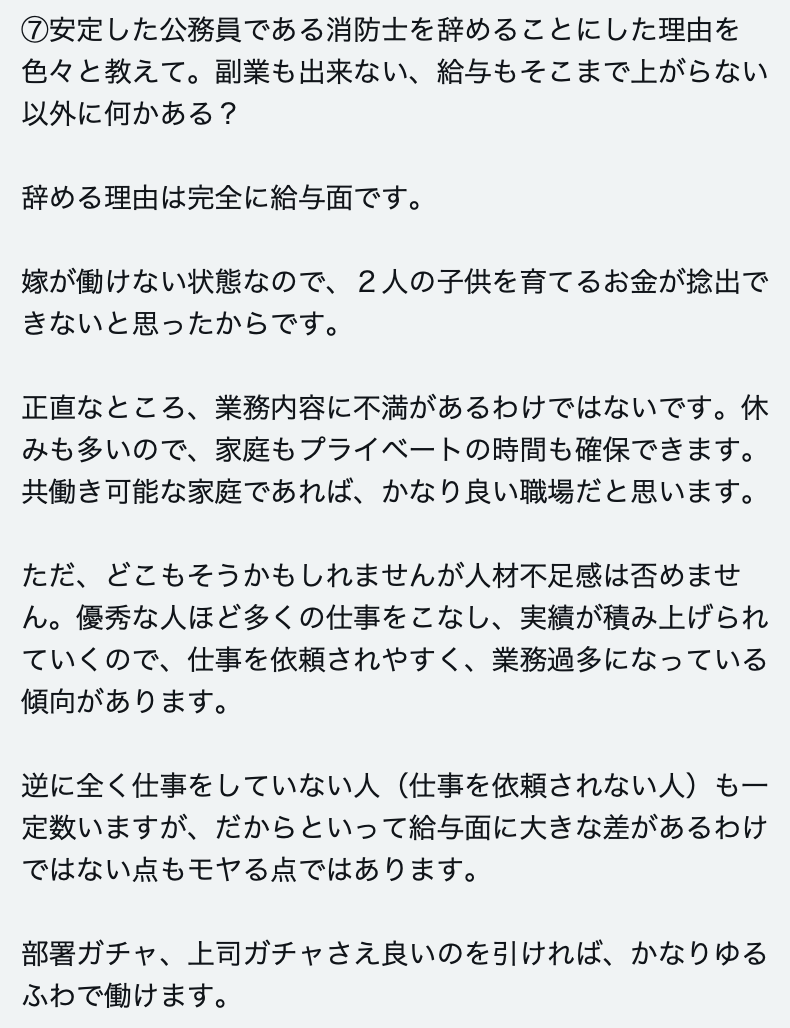 ⑦安定した公務員である消防士を辞めることにした理由を
色々と教えて。副業も出来ない、給与もそこまで上がらない
以外に何かある？
辞める理由は完全に給与面です。
嫁が働けない状態なので、２人の子供を育てるお金が捻出で
きないと思ったからです。
正直なところ、業務内容に不満があるわけではないです。休
みも多いので、家庭もプライベートの時間も確保できます。
共働き可能な家庭であれば、かなり良い職場だと思います。
ただ、どこもそうかもしれませんが人材不足感は否めませ
ん。優秀な人ほど多くの仕事をこなし、実績が積み上げられ
ていくので、仕事を依頼されやすく、業務過多になっている
傾向があります。
逆に全く仕事をしていない人（仕事を依頼されない人）も一
定数いますが、だからといって給与面に大きな差があるわけ
ではない点もモヤる点ではあります。
部署ガチャ、上司ガチャさえ良いのを引ければ、かなりゆる
ふわで働けます。